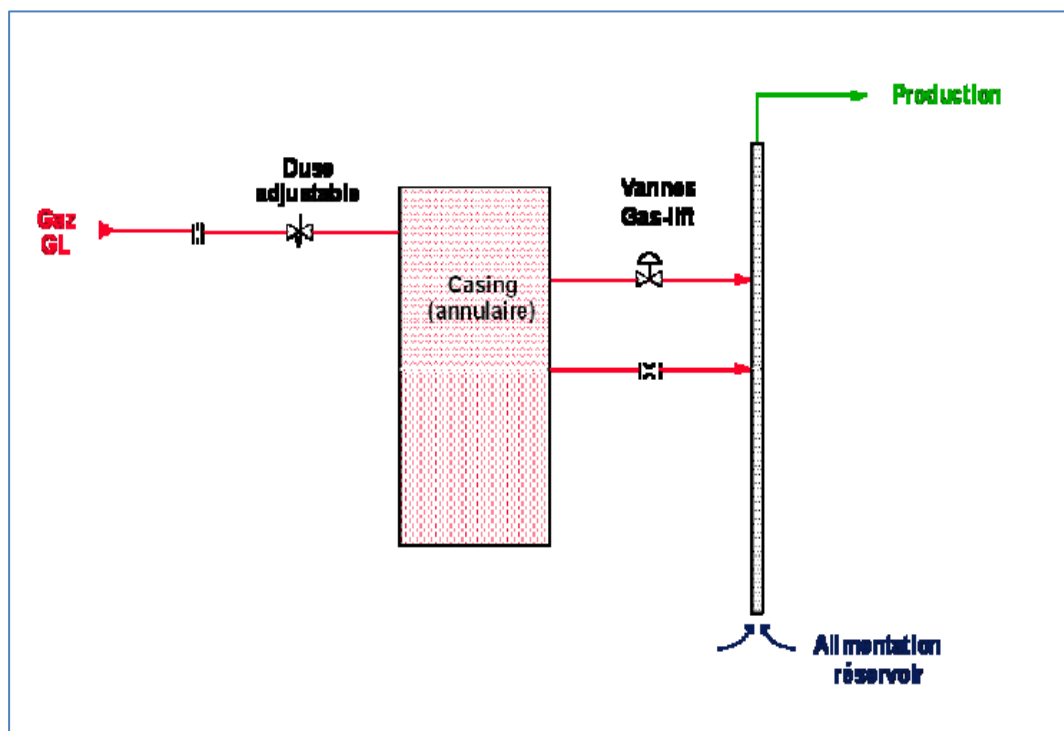 Production
Duse
adjustable
Vannes
Gas-lift
Gaz
GL
Casing
(annulaire)
Alimentation
réservoir